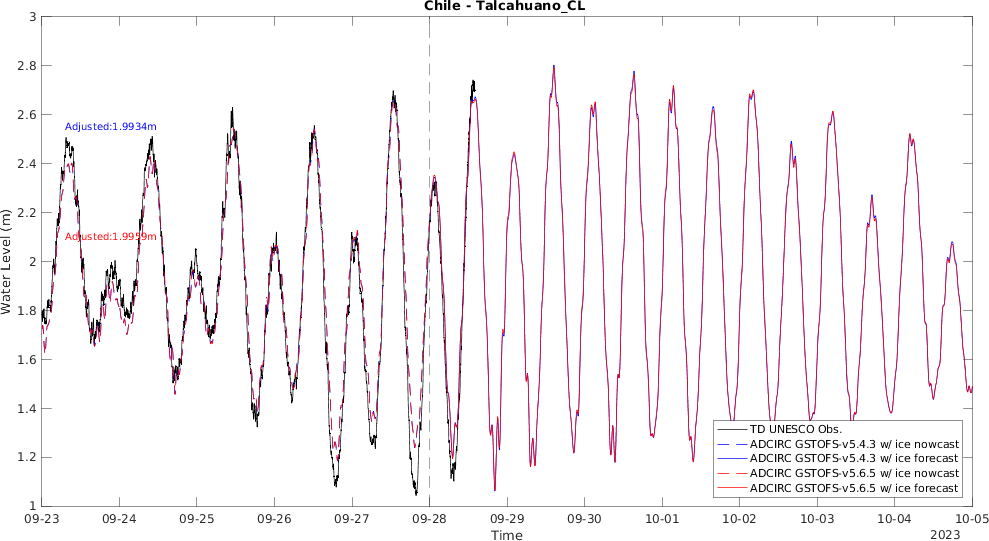 Chile - Talcahuano_CL
3
2.8
2.6
2.4
2.2
2
1.8
1.6
1.4
1.2
1
Water Level (m)
Adjusted:1.9934m
Adjusted:1.9959m
TD UNESCO Obs.
ADCIRC GSTOFS-v5.4.3 w/ ice nowcast
ADCIRC GSTOFS-v5.4.3 w/ ice forecast
ADCIRC GSTOFS-v5.6.5 w/ ice nowcast
ADCIRC GSTOFS-v5.6.5 w/ ice forecast
09-23 09-24 09-25 09-26 09-27 09-28 09-29 09-30 10-01 10-02 10-03 10-04 10-05
Time
2023